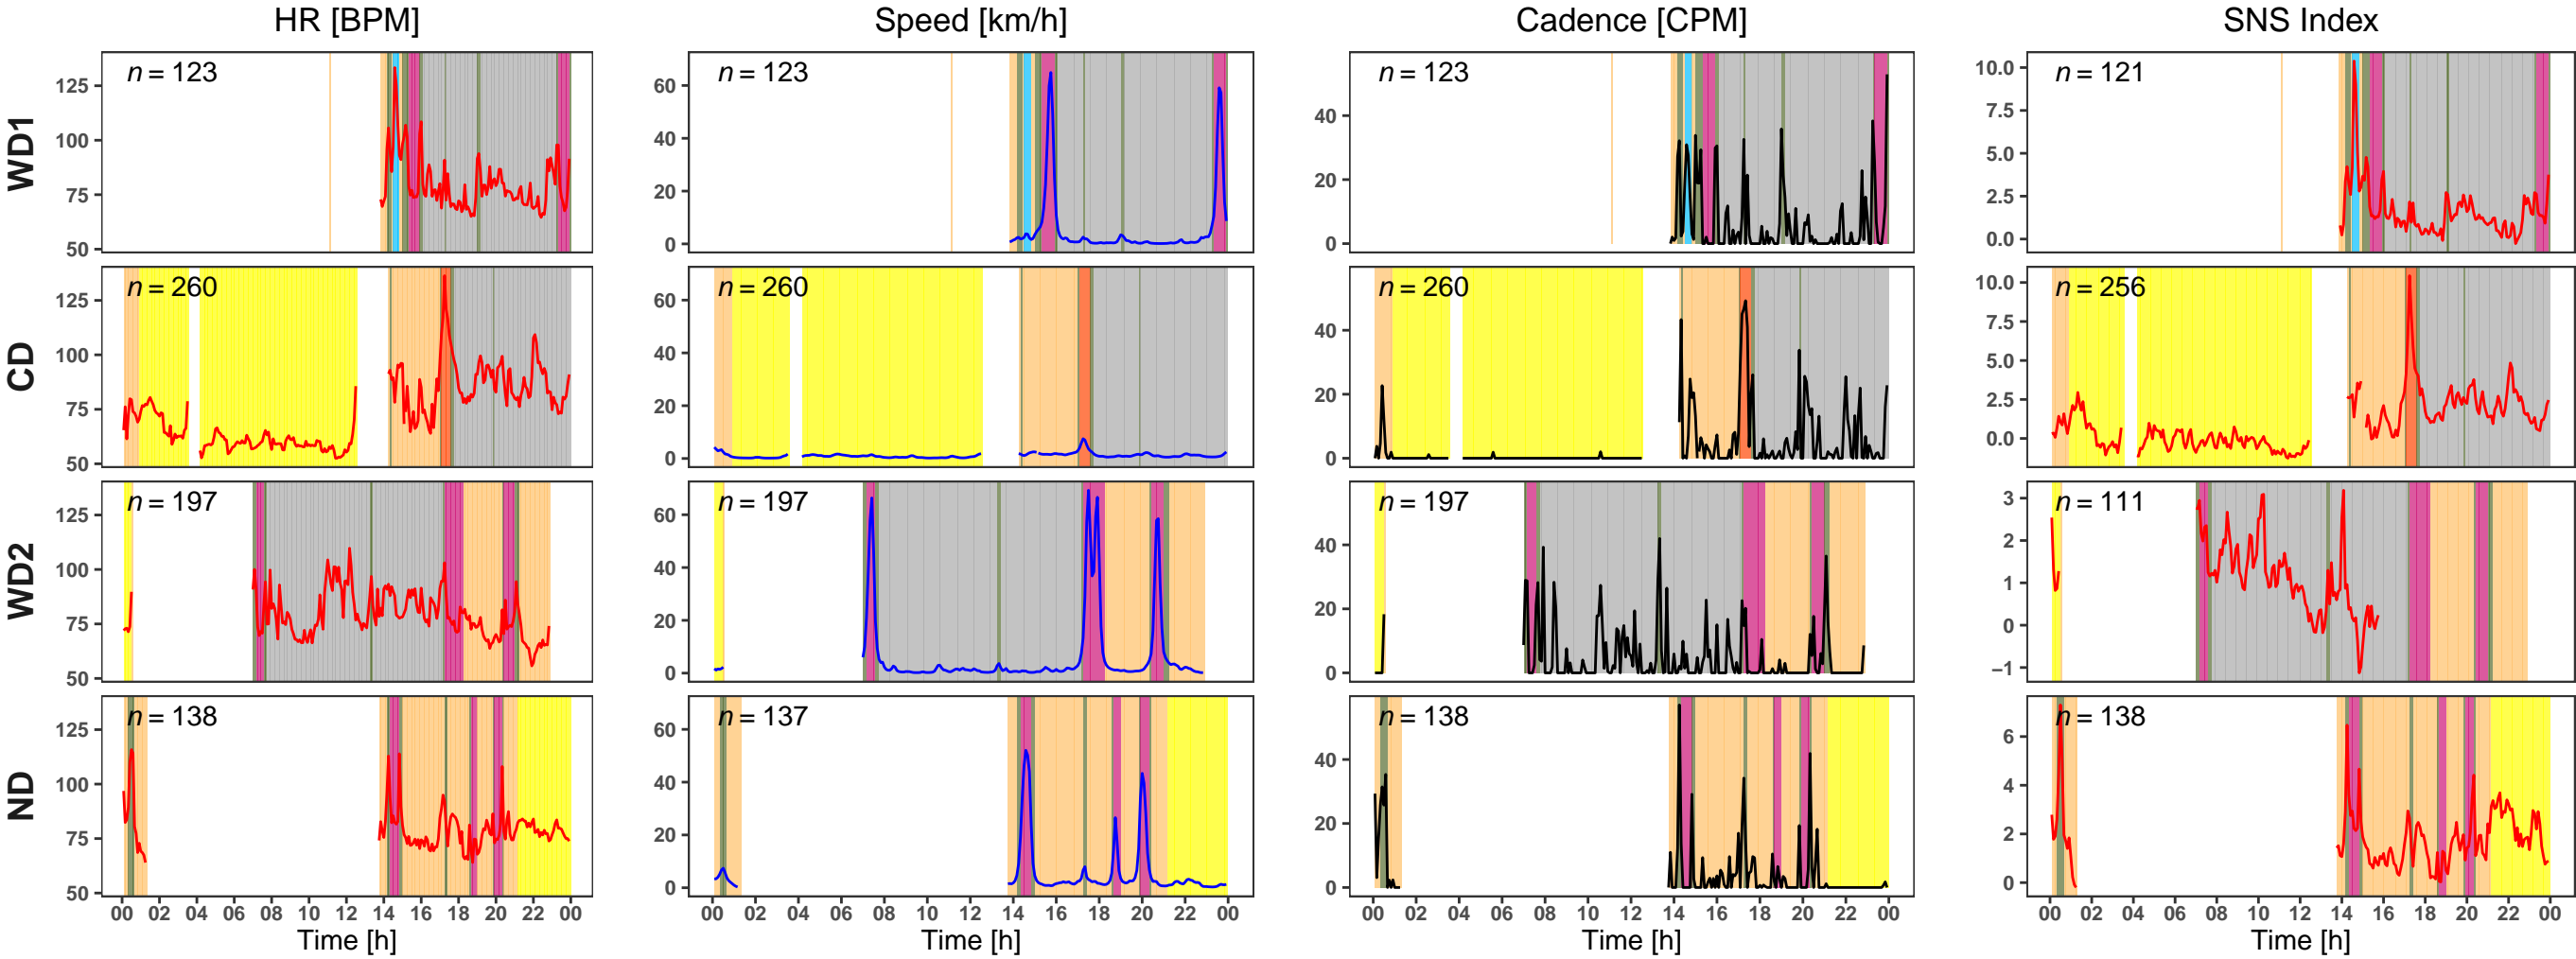 HR [BPM] Speed [km/h] Cadence [CPM] SNS Index
WD1
n = 123
125
100
75
50
n = 123
60
40
20
0
n = 123
40
20
0
n = 121
10.0
7.5
5.0
2.5
0.0
CD
n = 260
125
100
75
50
n = 260
60
40
20
0
n = 260
40
20
0
n = 256
10.0
7.5
5.0
2.5
0.0
WD2
n = 197
125
100
75
50
n = 197
60
40
20
0
n = 197
40
20
0
n = 111
3
2
1
0
−1
ND
n = 138
125
100
75
50
n = 137
60
40
20
0
n = 138
40
20
0
n = 138
6
4
2
0
00 02 04 06 08 10 12 14 16 18 20 22 00
00 02 04 06 08 10 12 14 16 18 20 22 00
00 02 04 06 08 10 12 14 16 18 20 22 00
00 02 04 06 08 10 12 14 16 18 20 22 00
Time [h] Time [h] Time [h] Time [h]